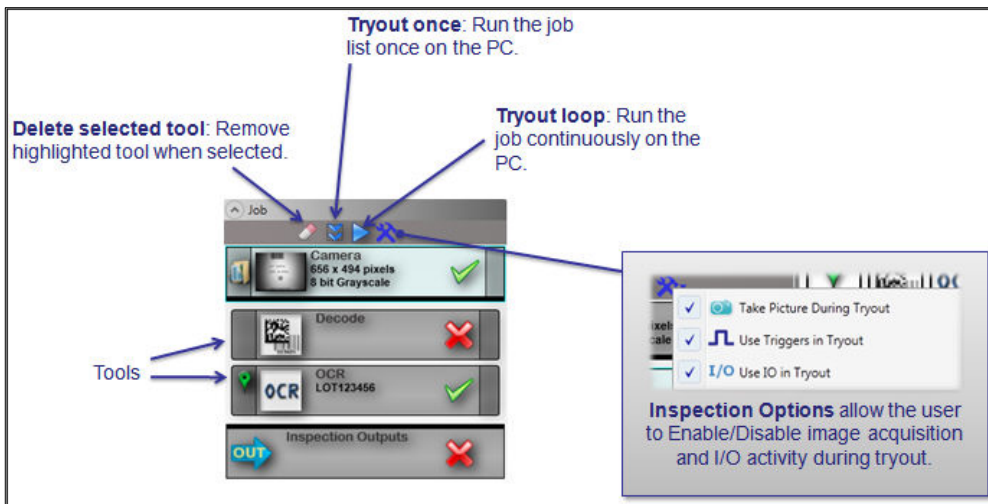 Tryout once: Run the job
list once on the PC.
Tryout loop: Run the
job continuously on the
PC.
Delete selected tool: Remove
highlighted tool when selected.
Job
Camera
656 x 494 pixels
8 bit Grayscale
Decode
Tools
OCR
OCR
LOT123456
OUT
Inspection Outputs
Take Picture During Tryout
Use Triggers in Tryout
I/O Use IO in Tryout
Inspection Options allow the user
to Enable/Disable image acquisition
and I/O activity during tryout.